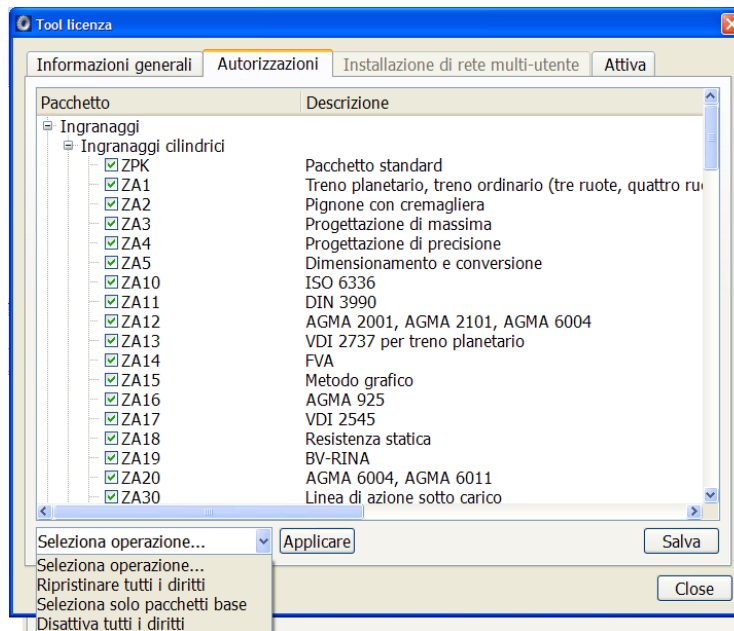 Tool licenza
Informazioni generali Autorizzazioni Installazione di rete multi-utente Attiva
Pacchetto Descrizione
Ingranaggi
Ingranaggi cilindrici
ZPK Pacchetto standard
ZA1 Treno planetario, treno ordinario (tre ruote, quattro ru
ZA2 Pignone con cremagliera
ZA3 Progettazione di massima
ZA4 Progettazione di precisione
ZA5 Dimensionamento e conversione
ZA10 ISO 6336
ZA11 DIN 3990
ZA12 AGMA 2001, AGMA 2101, AGMA 6004
ZA13 VDI 2737 per treno planetario
ZA14 FVA
ZA15 Metodo grafico
ZA16 AGMA 925
ZA17 VDI 2545
ZA18 Resistenza statica
ZA19 BV-RINA
ZA20 AGMA 6004, AGMA 6011
ZA30 Linea di azione sotto carico
Seleziona operazione... Applicare Salva
Seleziona operazione...
Ripristinare tutti i diritti
Seleziona solo pacchetti base
Disattiva tutti i diritti
Close